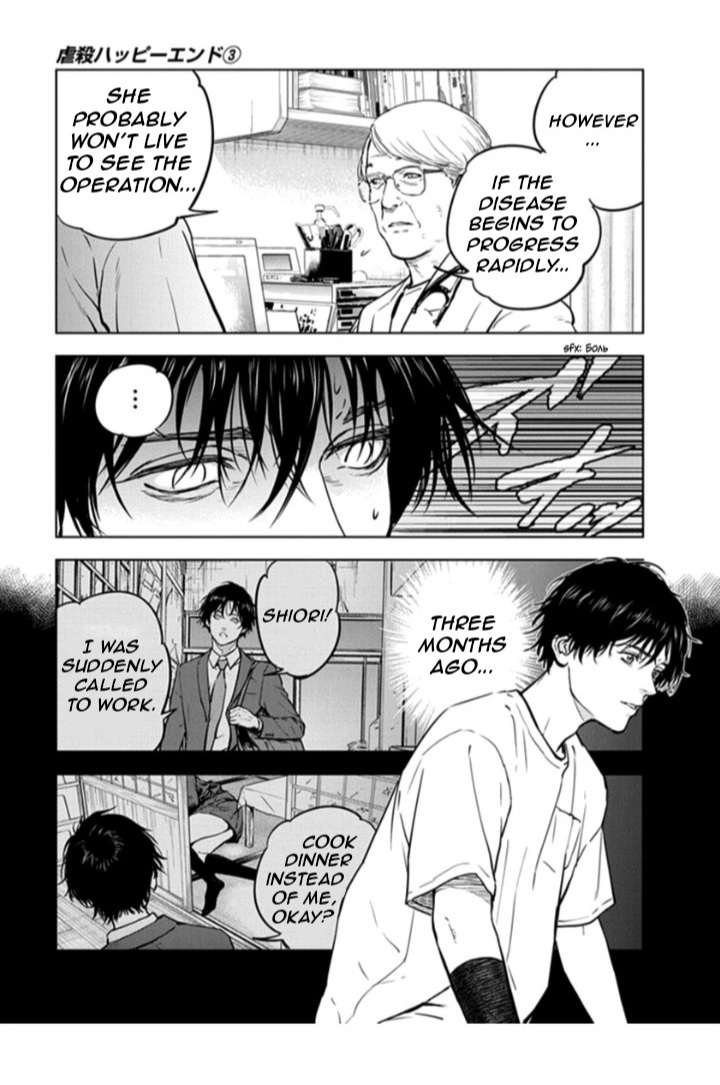 虐殺ハッピーエンド③
HOWEVER
...
IF THE
DISEASE
BEGINS TO
PROGRESS
RAPIDLY...
SHE
PROBABLY
WON'T LIVE
TO SEE THE
OPERATION...
sfx: Боль
...
THREE
MONTHS
AGO...
SHIORI!
I WAS
SUDDENLY
CALLED
TO WORK.
COOK
DINNER
INSTEAD
OF ME,
OKAY?